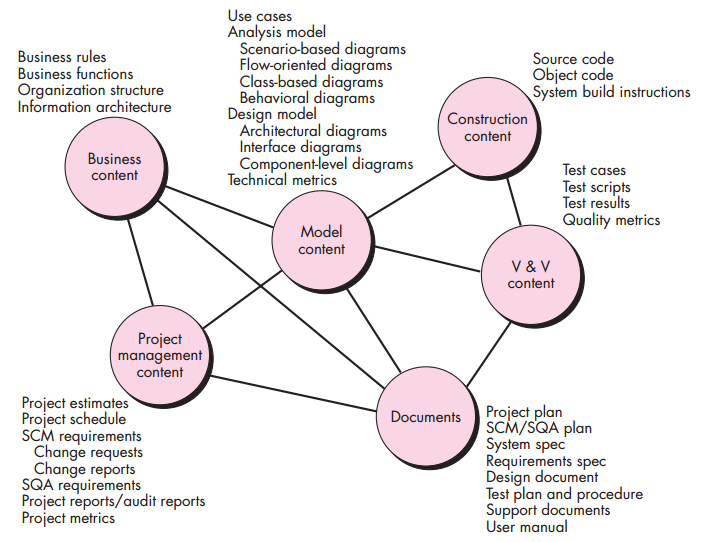 Use cases
Analysis model
Scenario-based diagrams
Flow-oriented diagrams
Class-based diagrams
Behavioral diagrams
Design model
Architectural diagrams
Interface diagrams
Component-level diagrams
Technical metrics
Business rules
Business functions
Organization structure
Information architecture
Source code
Object code
System build instructions
Business
content
Construction
content
Test cases
Test scripts
Test results
Quality metrics
Model
content
V & V
content
Project
management
content
Documents
Project estimates
Project schedule
SCM requirements
Change requests
Change reports
SQA requirements
Project reports/audit reports
Project metrics
Project plan
SCM/SQA plan
System spec
Requirements spec
Design document
Test plan and procedure
Support documents
User manual